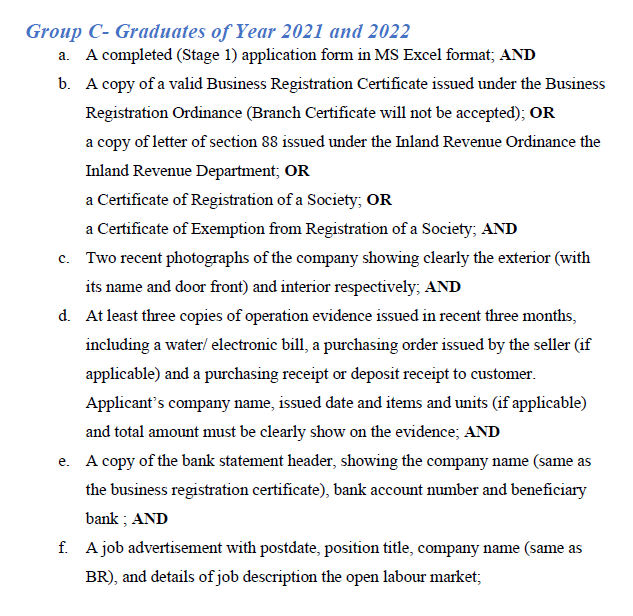 Group C- Graduates of Year 2021 and 2022
a. A completed (Stage 1) application form in MS Excel format; AND
b. A copy of a valid Business Registration Certificate issued under the Business
Registration Ordinance (Branch Certificate will not be accepted); OR
a copy of letter of section 88 issued under the Inland Revenue Ordinance the
Inland Revenue Department; OR
a Certificate of Registration of a Society; OR
a Certificate of Exemption from Registration of a Society; AND
c. Two recent photographs of the company showing clearly the exterior (with
its name and door front) and interior respectively; AND
d. At least three copies of operation evidence issued in recent three months,
including a water/ electronic bill, a purchasing order issued by the seller (if
applicable) and a purchasing receipt or deposit receipt to customer.
Applicant's company name, issued date and items and units (if applicable)
and total amount must be clearly show on the evidence; AND
e. A copy of the bank statement header, showing the company name (same as
the business registration certificate), bank account number and beneficiary
bank ; AND
f. A job advertisement with postdate, position title, company name (same as
BR), and details of job description the open labour market;